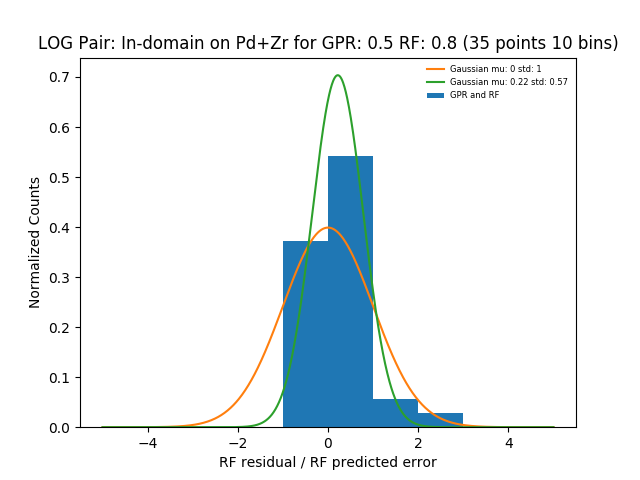 LOG Pair: In-domain on Pd+Zr for GPR: 0.5 RF: 0.8 (35 points 10 bins)
Gaussian mu: 0 std: 1
Gaussian mu: 0.22 std: 0.57
GPR and RF
Normalized Counts
0.7
0.6
0.5
0.4
0.3
0.2
0.1
0.0
−4 −2 0 2 4
RF residual / RF predicted error